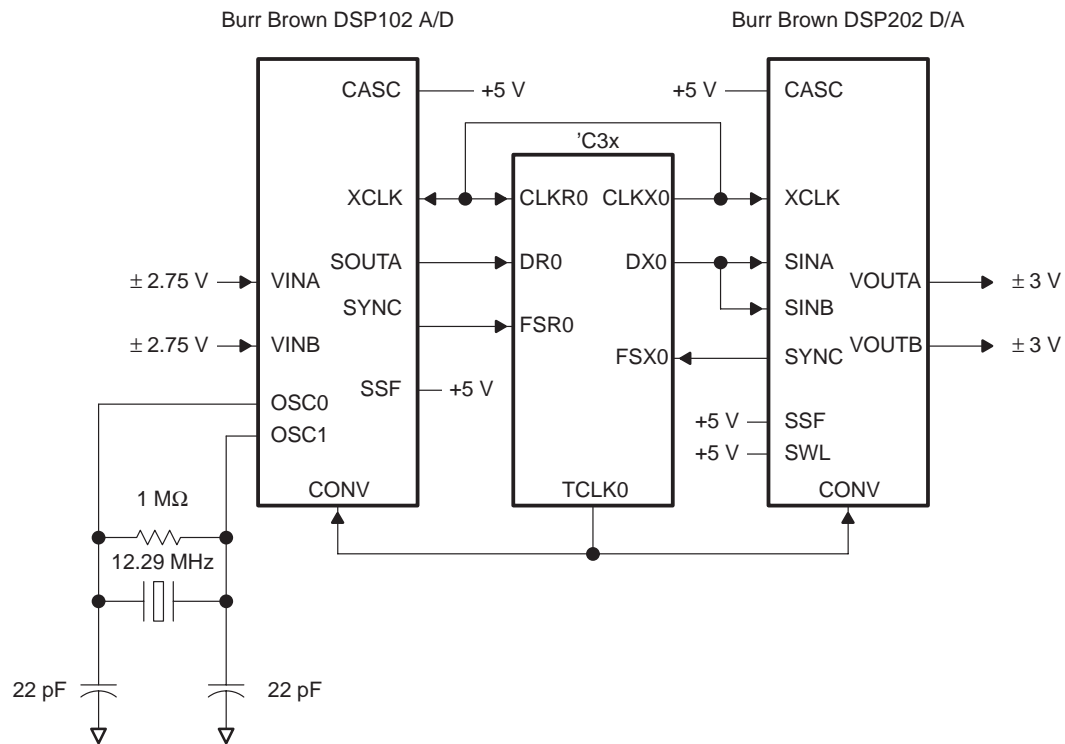 Burr Brown DSP102 A/D
Burr Brown DSP202 D/A
CASC
+5 V
+5 V
CASC
'C3x
XCLK
CLKR0
CLKX0
XCLK
SOUTA
DR0
DX0
SINA
± 2.75 V
VINA
VOUTA
± 3 V
SYNC
SINB
FSR0
± 2.75 V
VINB
FSX0
SYNC
VOUTB
± 3 V
SSF
+5 V
OSC0
+5 V
SSF
OSC1
+5 V
SWL
CONV
TCLK0
CONV
1 MΩ
12.29 MHz
22 pF
22 pF